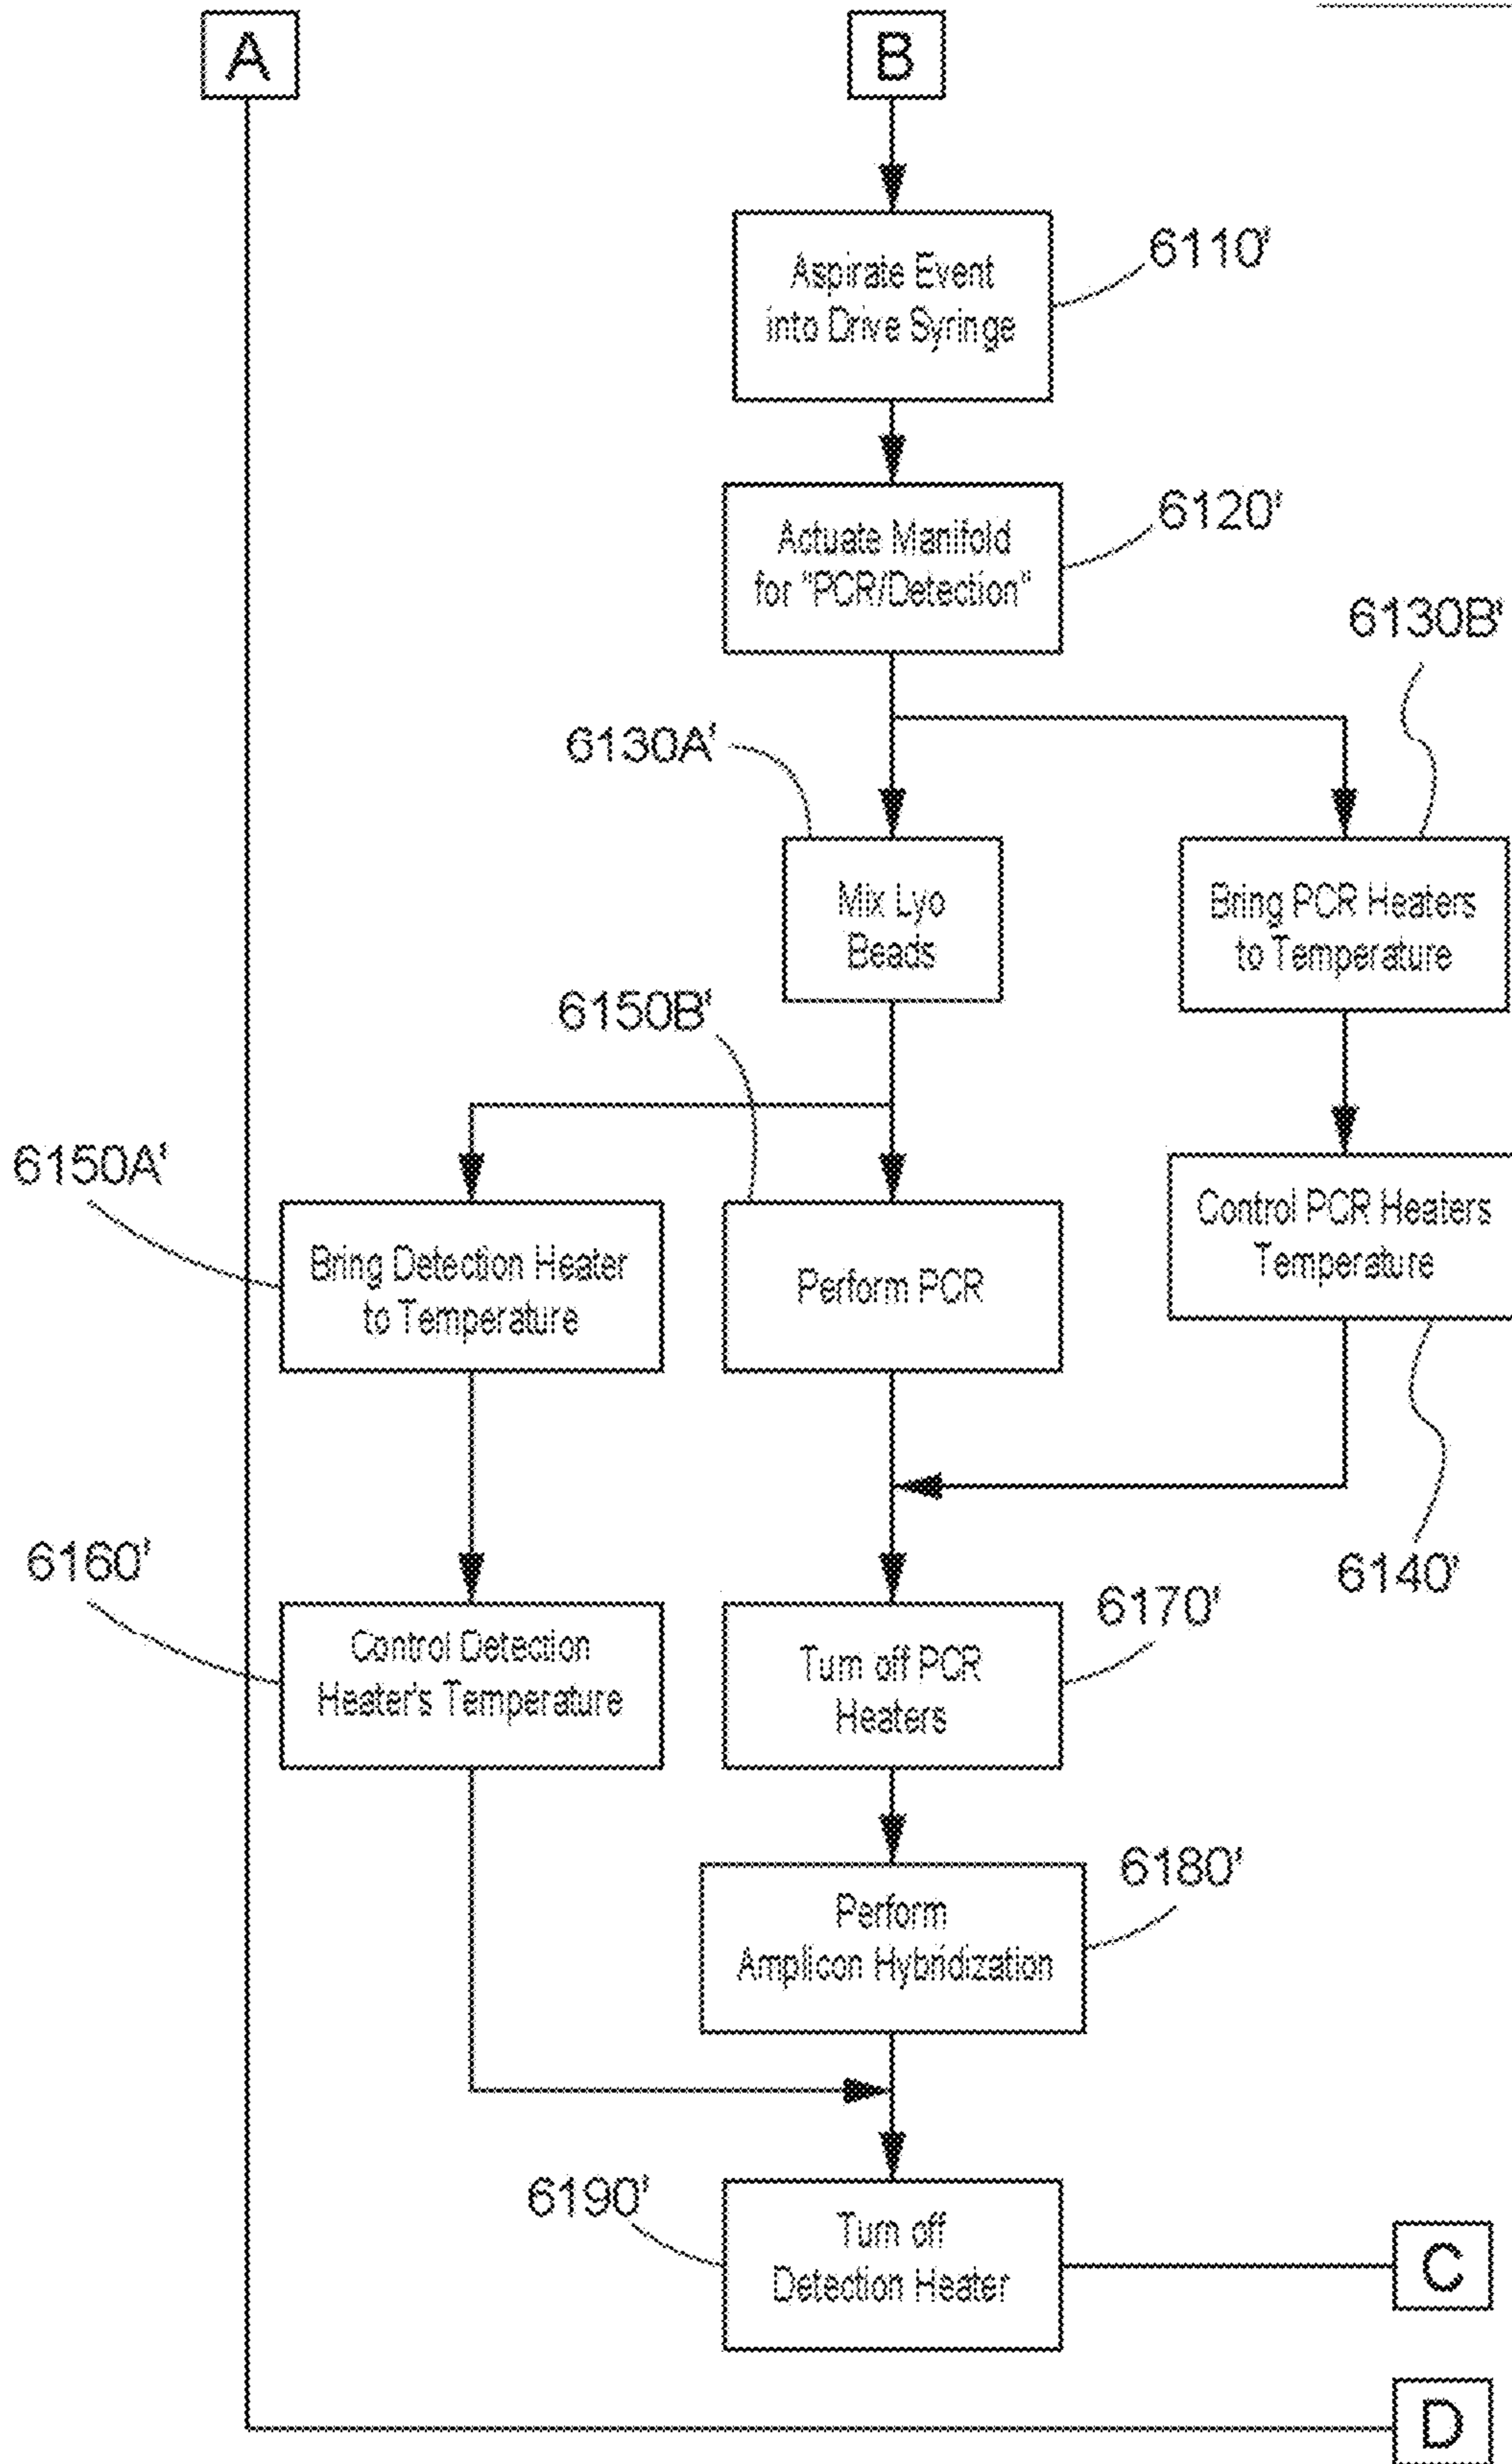 A
B
Aspirate Event
into Drive Syringe
6110'
Actuate Manifold
for "PCR/Detection"
6120'
6130B'
6130A'
Mix Lyo
Beads
Bring PCR Heaters
to Temperature
6150B'
6150A'
Bring Detection Heater
to Temperature
Perform PCR
Control PCR Heaters
Temperature
6160'
6140'
Control Detection
Heater's Temperature
Turn off PCR
Heaters
6170'
Perform
Amplicon Hybridization
6180'
6190'
Turn off
Detection Heater
C
D